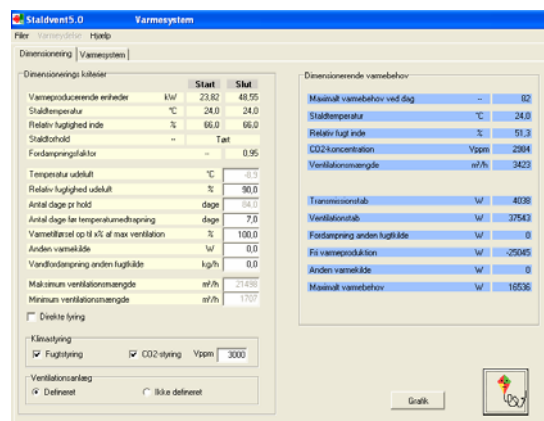 Staldvent5.0 Varmesystem
Filer Varmeydelse Hjælp
Dimensionering Varmesystem
Dimensionerings kriterier
Start Slut
Varmeproducerende enheder kW 23,82 48,55
Staldtemperatur °C 24,0 24,0
Relativ fugtighed inde % 66,0 66,0
Staldforhold -- Tørt
Fordampningsfaktor -- 0.95
Temperatur udeluft °C -8,9
Relativ fugtighed udeluft % 90,0
Antal dage pr hold dage 84,0
Antal dage før temperaturnedtrapning dage 7,0
Varmetilførsel op til x% af max ventilation % 100,0
Anden varmekilde W 0,0
Vandfordampning anden fugtkilde kg/h 0,0
Maksimum ventilationsmængde m³/h 21498
Minimum ventilationsmængde m³/h 1707
Direkte fyring
Klimastyring
Fugtstyring CO2-styring Vppm 3000
Ventilationsanlæg
Defineret Ikke defineret
Dimensionerende varmebehov
Maximalt varmebehov ved dag -- 82
Staldtemperatur °C 24,0
Relativ fugt inde % 51,3
CO2-koncentration Vppm 2984
Ventilationsmængde m³/h 3423
Transmissionstab W 4038
Ventilationstab W 37543
Fordampning anden fugtkilde W 0
Fri varmeproduktion W -25045
Anden varmekilde W 0
Maximalt varmebehov W 16536
Grafik